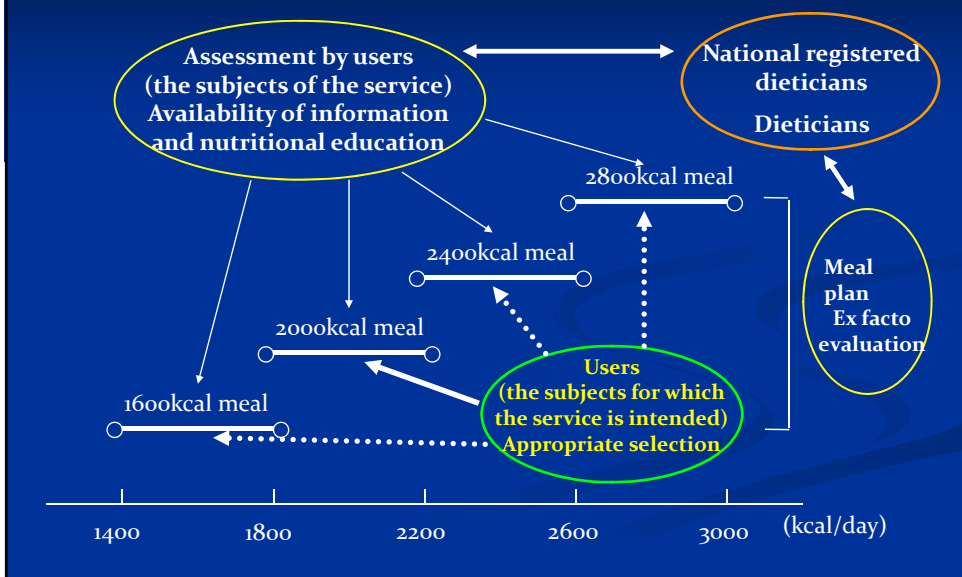 Assessment by users
(the subjects of the service)
Availability of information
and nutritional education
National registered
dieticians
Dieticians
2800kcal meal
2400kcal meal
2000kcal meal
1600kcal meal
Meal
plan
Ex facto
evaluation
Users
(the subjects for which
the service is intended)
Appropriate selection
1400 1800 2200 2600 3000 (kcal/day)